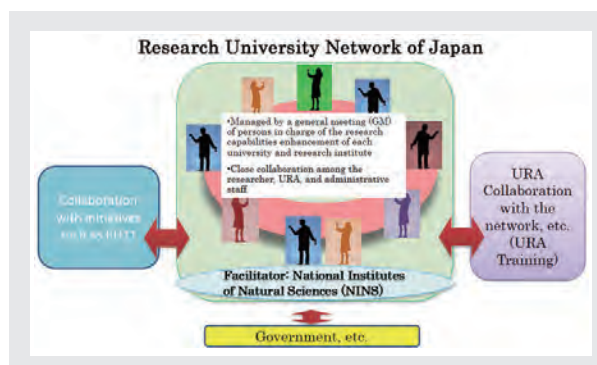 Research University Network of Japan
•Managed by a general meeting (GM)
of persons in charge of the research
capabilities enhancement of each
university and research institute
•Close collaboration among the
researcher, URA, and administrative
staff
Collaboration
with initiatives
such as
URA
Collaboration
with the
network, etc.
(URA
Training)
Facilitator: National Institutes
of Natural Sciences (NINS)
Government, etc.